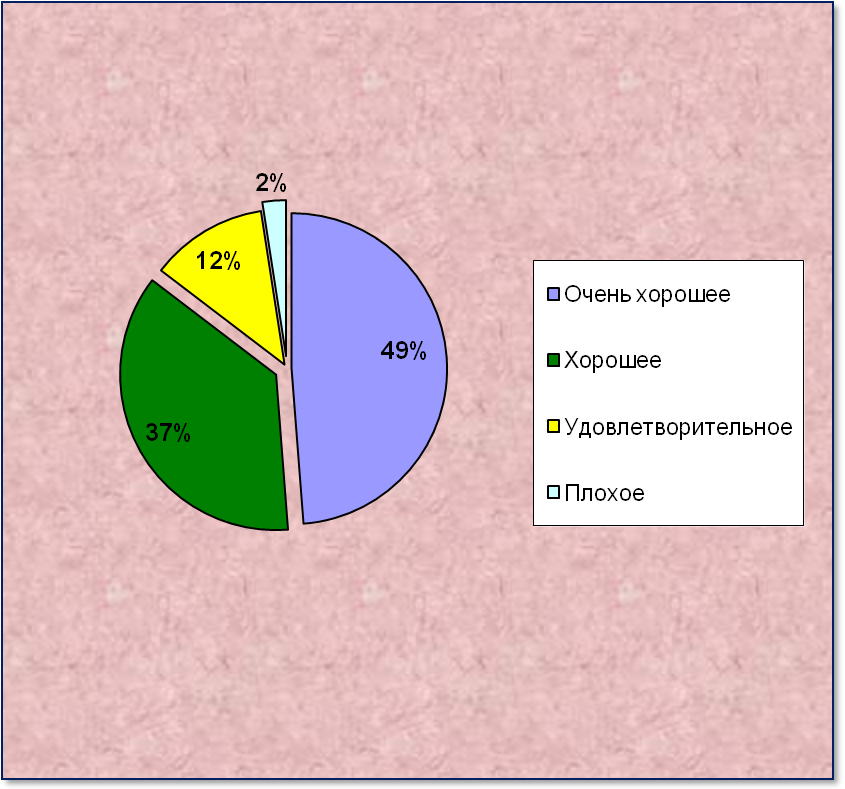 2%
12%
49%
37%
Очень хорошее
Хорошее
Удовлетворительное
Плохое